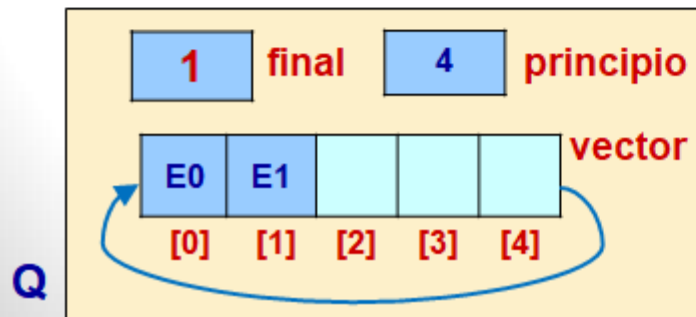 1 final 4 principio
vector
E0 E1
[0] [1] [2] [3] [4]
Q